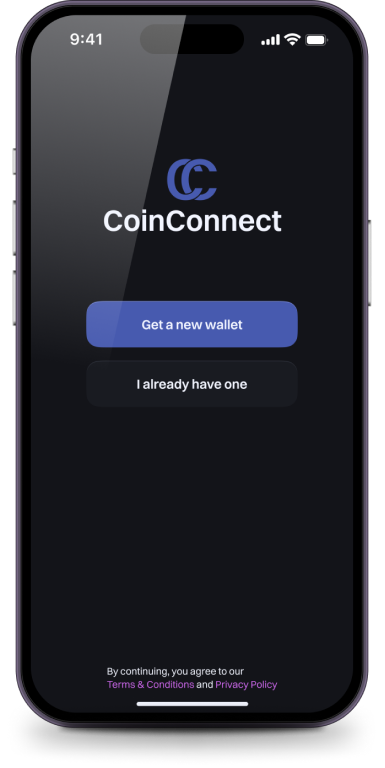 9:41
CoinConnect
Get a new wallet
I already have one
By continuing, you agree to our
Terms & Conditions and Privacy Policy